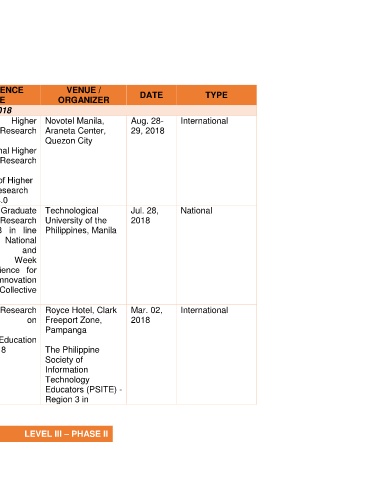 ENCE VENUE / DATE TYPE
E ORGANIZER
018
Higher Novotel Manila, Aug. 28- International
Research Araneta Center, 29, 2018
Quezon City
nal Higher
Research
of Higher
esearch
.0
Graduate Technological Jul. 28, National
Research University of the 2018
in line Philippines, Manila
National
and
Week
ience for
nnovation
Collective
Research Royce Hotel, Clark Mar. 02, International
on Freeport Zone, 2018
Pampanga
Education
8 The Philippine
Society of
Information
Technology
Educators (PSITE) -
Region 3 in
LEVEL III – PHASE II